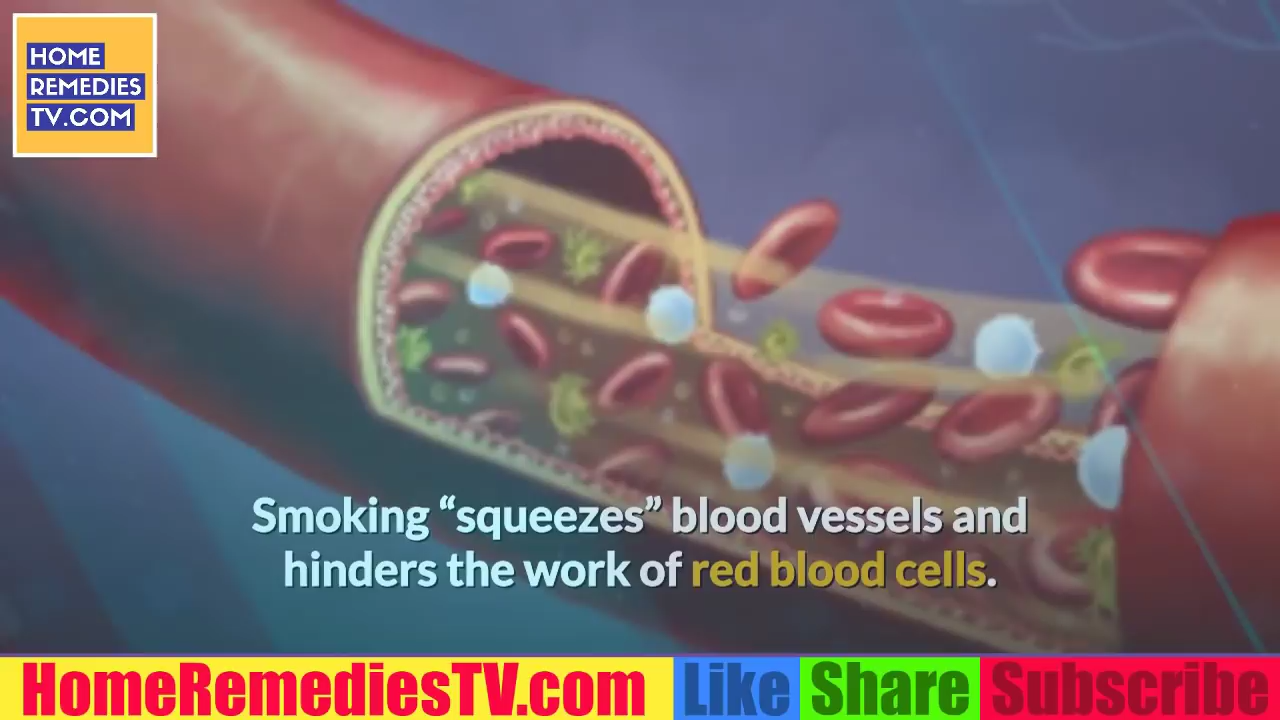 HOME
REMEDIES
TV.COM
Smoking “squeezes” blood vessels and
hinders the work of red blood cells.
HomeRemediesTV.com Like Share Subscribe